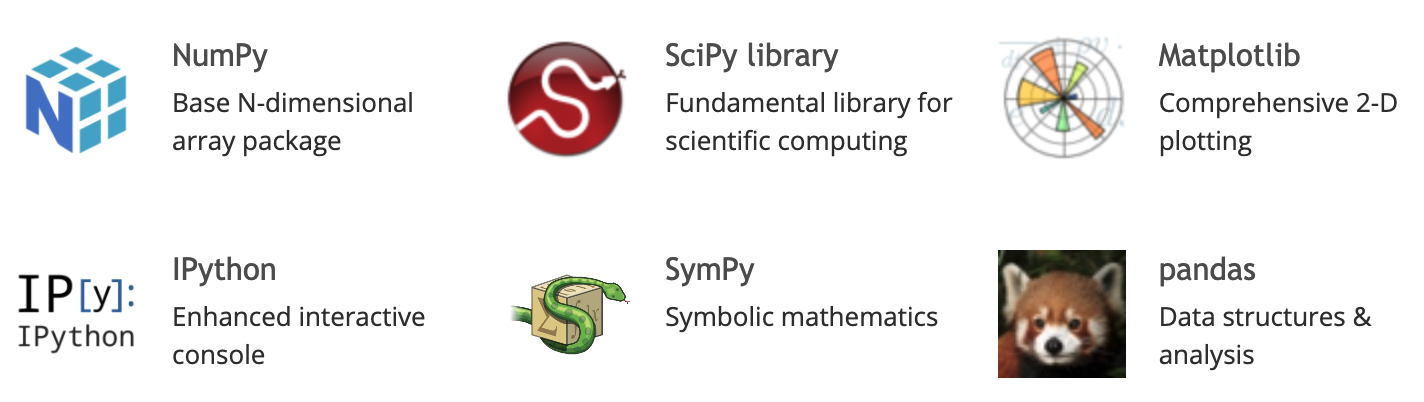 NumPy
Base N-dimensional
array package
SciPy library
Fundamental library for
scientific computing
Matplotlib
Comprehensive 2-D
plotting
IP[y]:
IPython
IPython
Enhanced interactive
console
SymPy
Symbolic mathematics
pandas
Data structures &
analysis